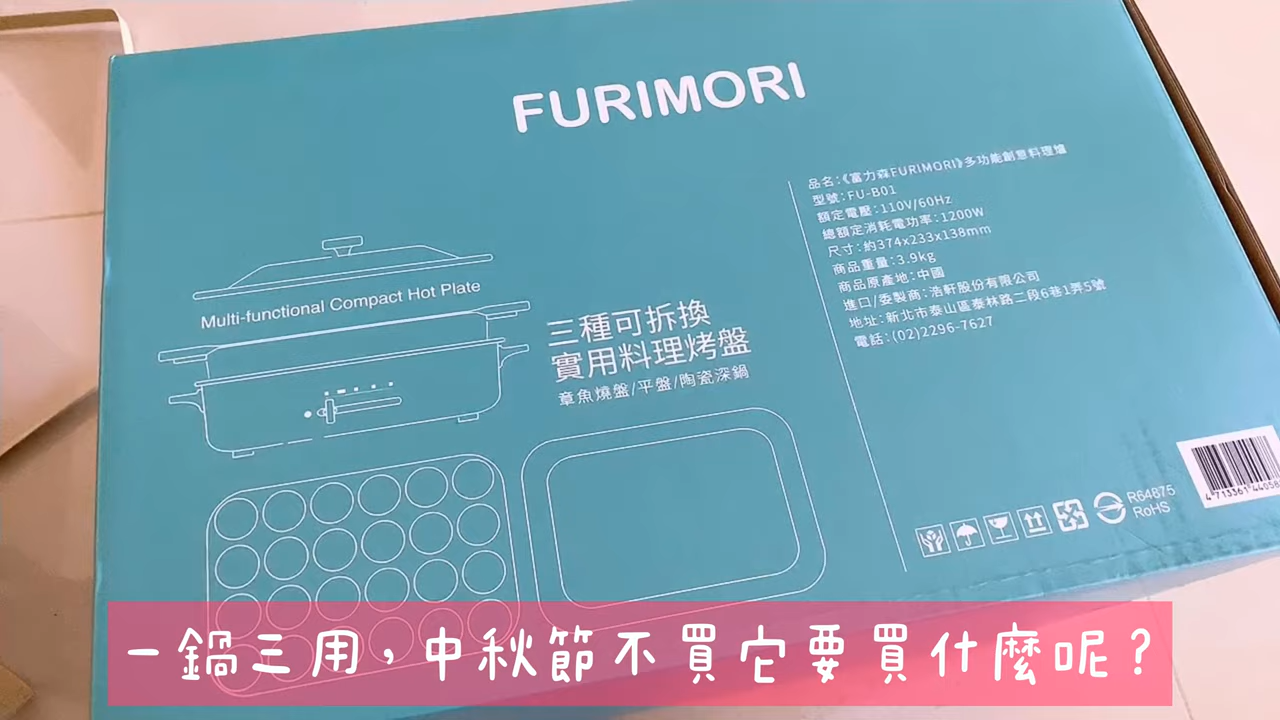 FURIMORI
Multi-functional Compact Hot Plate
三種可拆換
實用料理烤盤
章魚燒盤/平盤/陶瓷深鍋
品名:《富力森FURIMORI》多功能創意料理爐
型號:FU-B01
額定電壓:110V/60Hz
總額定消耗電功率:1200W
尺寸:約374x233x138mm
商品重量:3.9kg
商品原產地:中國
進口/委製商:浩軒股份有限公司
地址:新北市泰山區泰林路二段6巷1弄5號
電話:(02)2296-7627
R64875
RoHS
一鍋三用,中秋節不買它要買什麼呢?